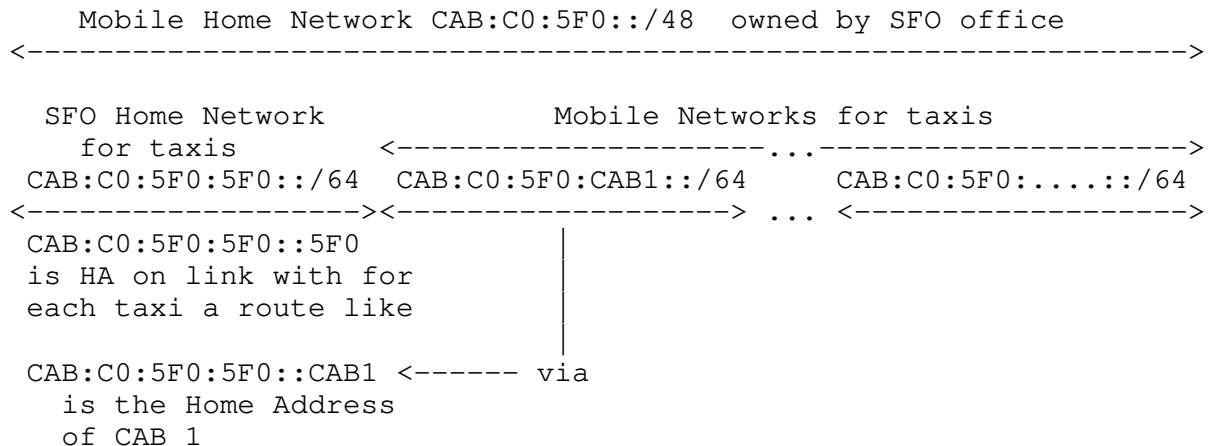 Mobile Home Network CAB:C0:5F0::/48  owned by SFO office
<------------------------------------------------------------------>
SFO Home Network             Mobile Networks for taxis
for taxis      <---------------------...--------------------->
CAB:C0:5F0:5F0::/64  CAB:C0:5F0:CAB1::/64     CAB:C0:5F0:....::/64
<-------------------><-------------------> ... <------------------->
CAB:C0:5F0:5F0::5F0           |
is HA on link with for        |
each taxi a route like        |
|
CAB:C0:5F0:5F0::CAB1 <------ via
is the Home Address
of CAB 1